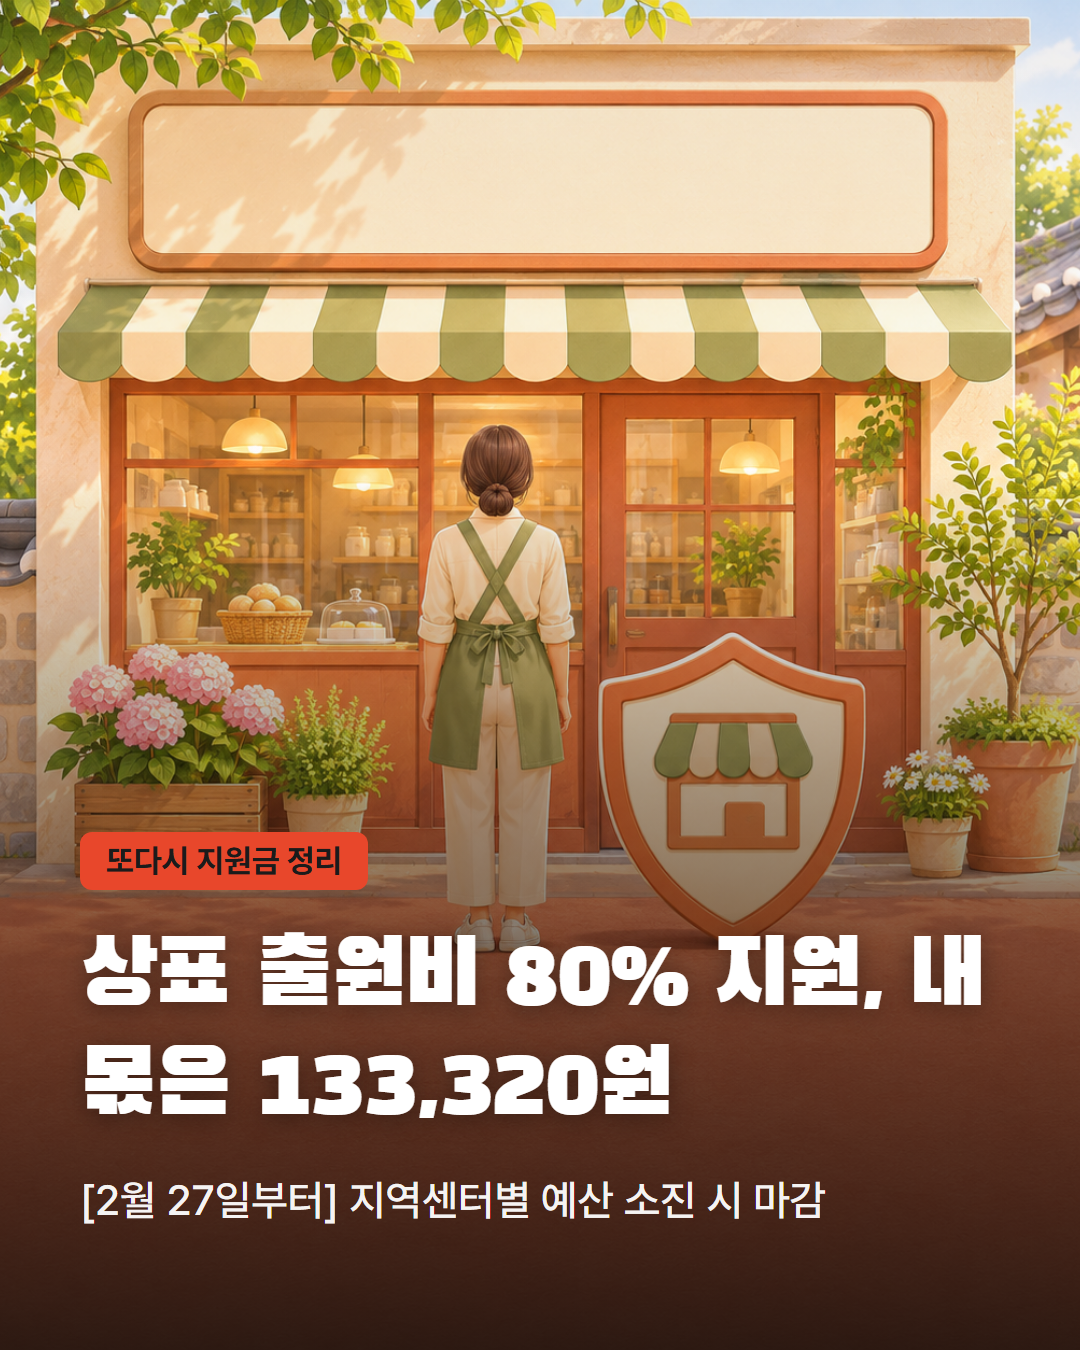 또다시 지원금 정리
상표 출원비 80% 지원, 내
몫은 133,320원
[2월 27일부터] 지역센터별 예산 소진 시 마감